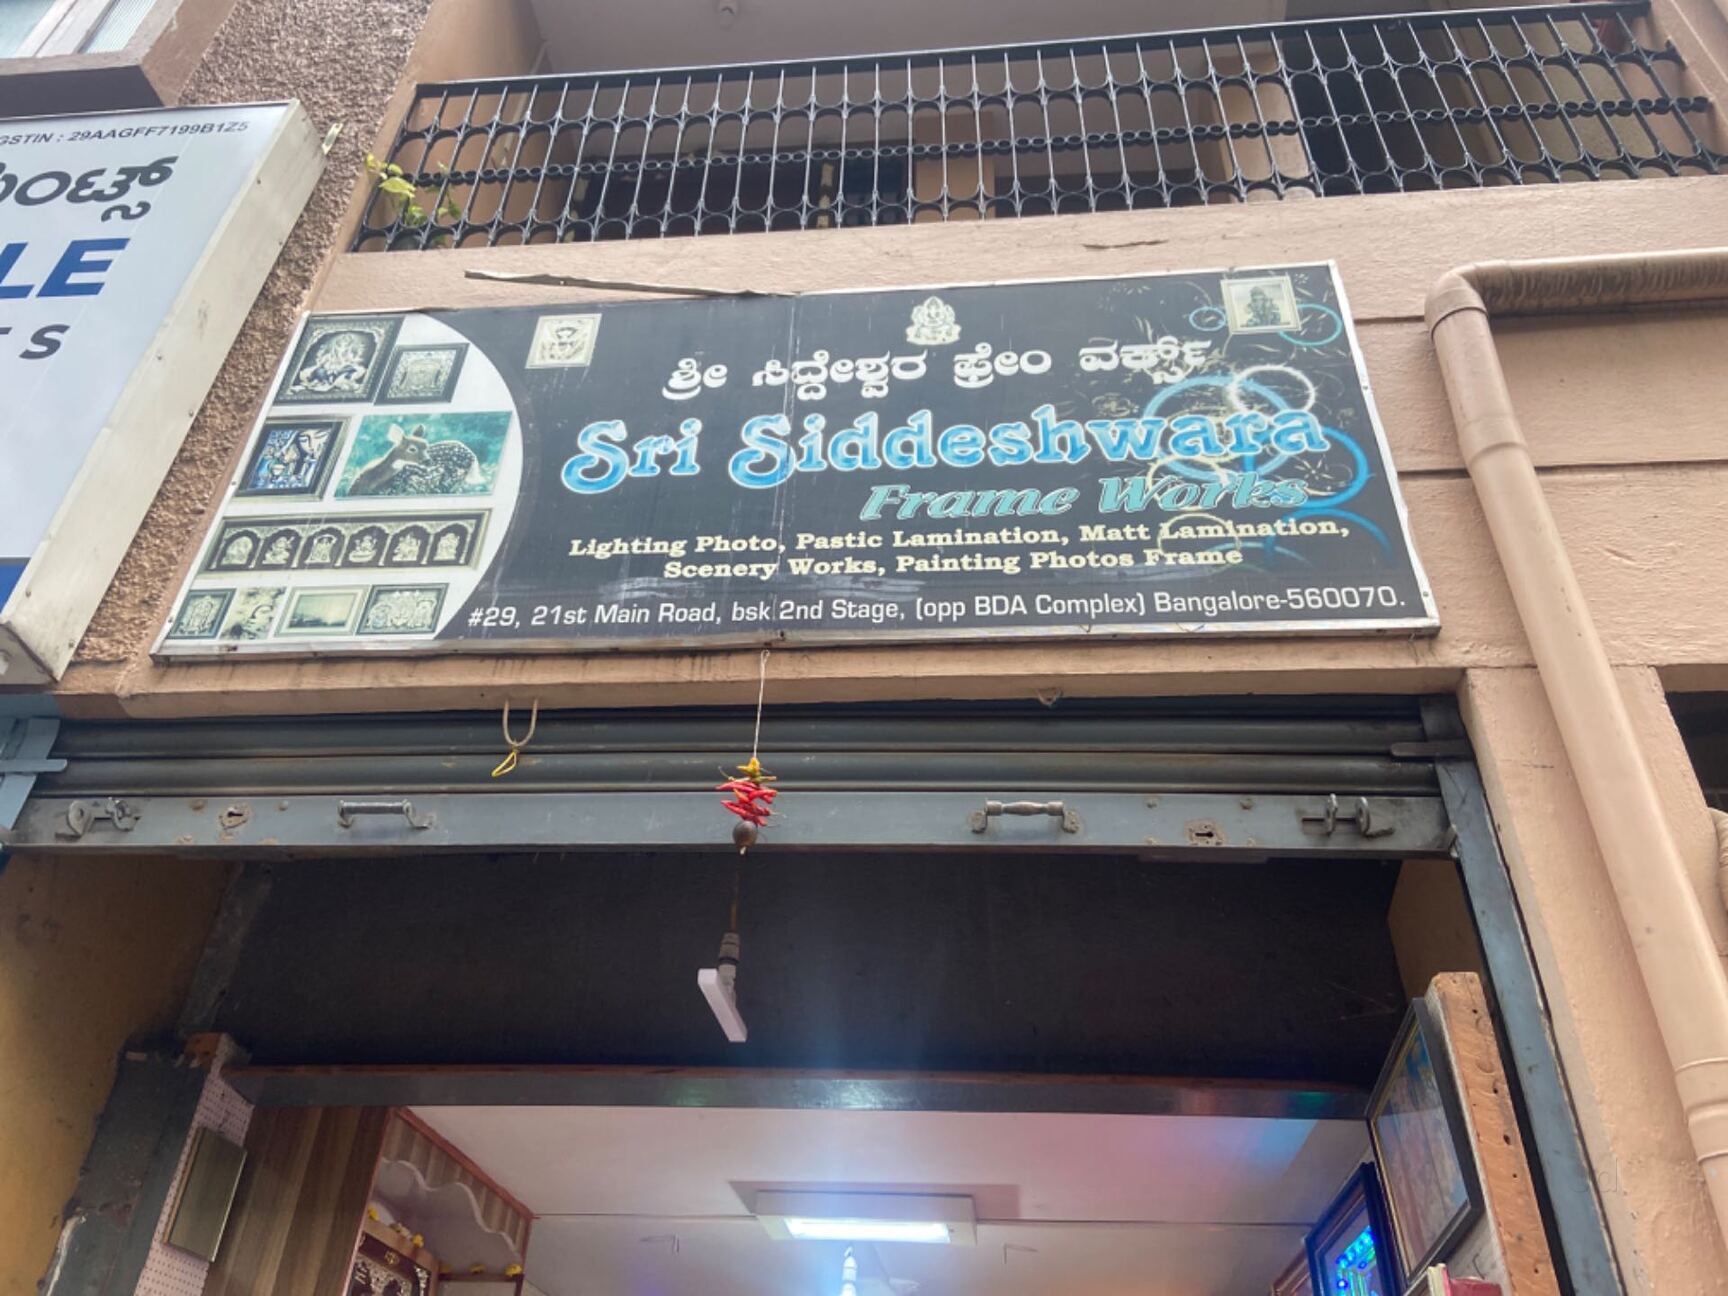 GSTIN : 29AAGFF7199B1Z5
LE
T S
ಶ್ರೀ ಸಿದ್ದೇಶ್ವರ ಫ್ರೇಂ ವರ್ಕ್ಸ್
Sri Siddeshwara
Frame Works
Lighting Photo, Pastic Lamination, Matt Lamination,
Scenery Works, Painting Photos Frame
#29, 21st Main Road, bsk 2nd Stage, (opp BDA Complex) Bangalore-560070.